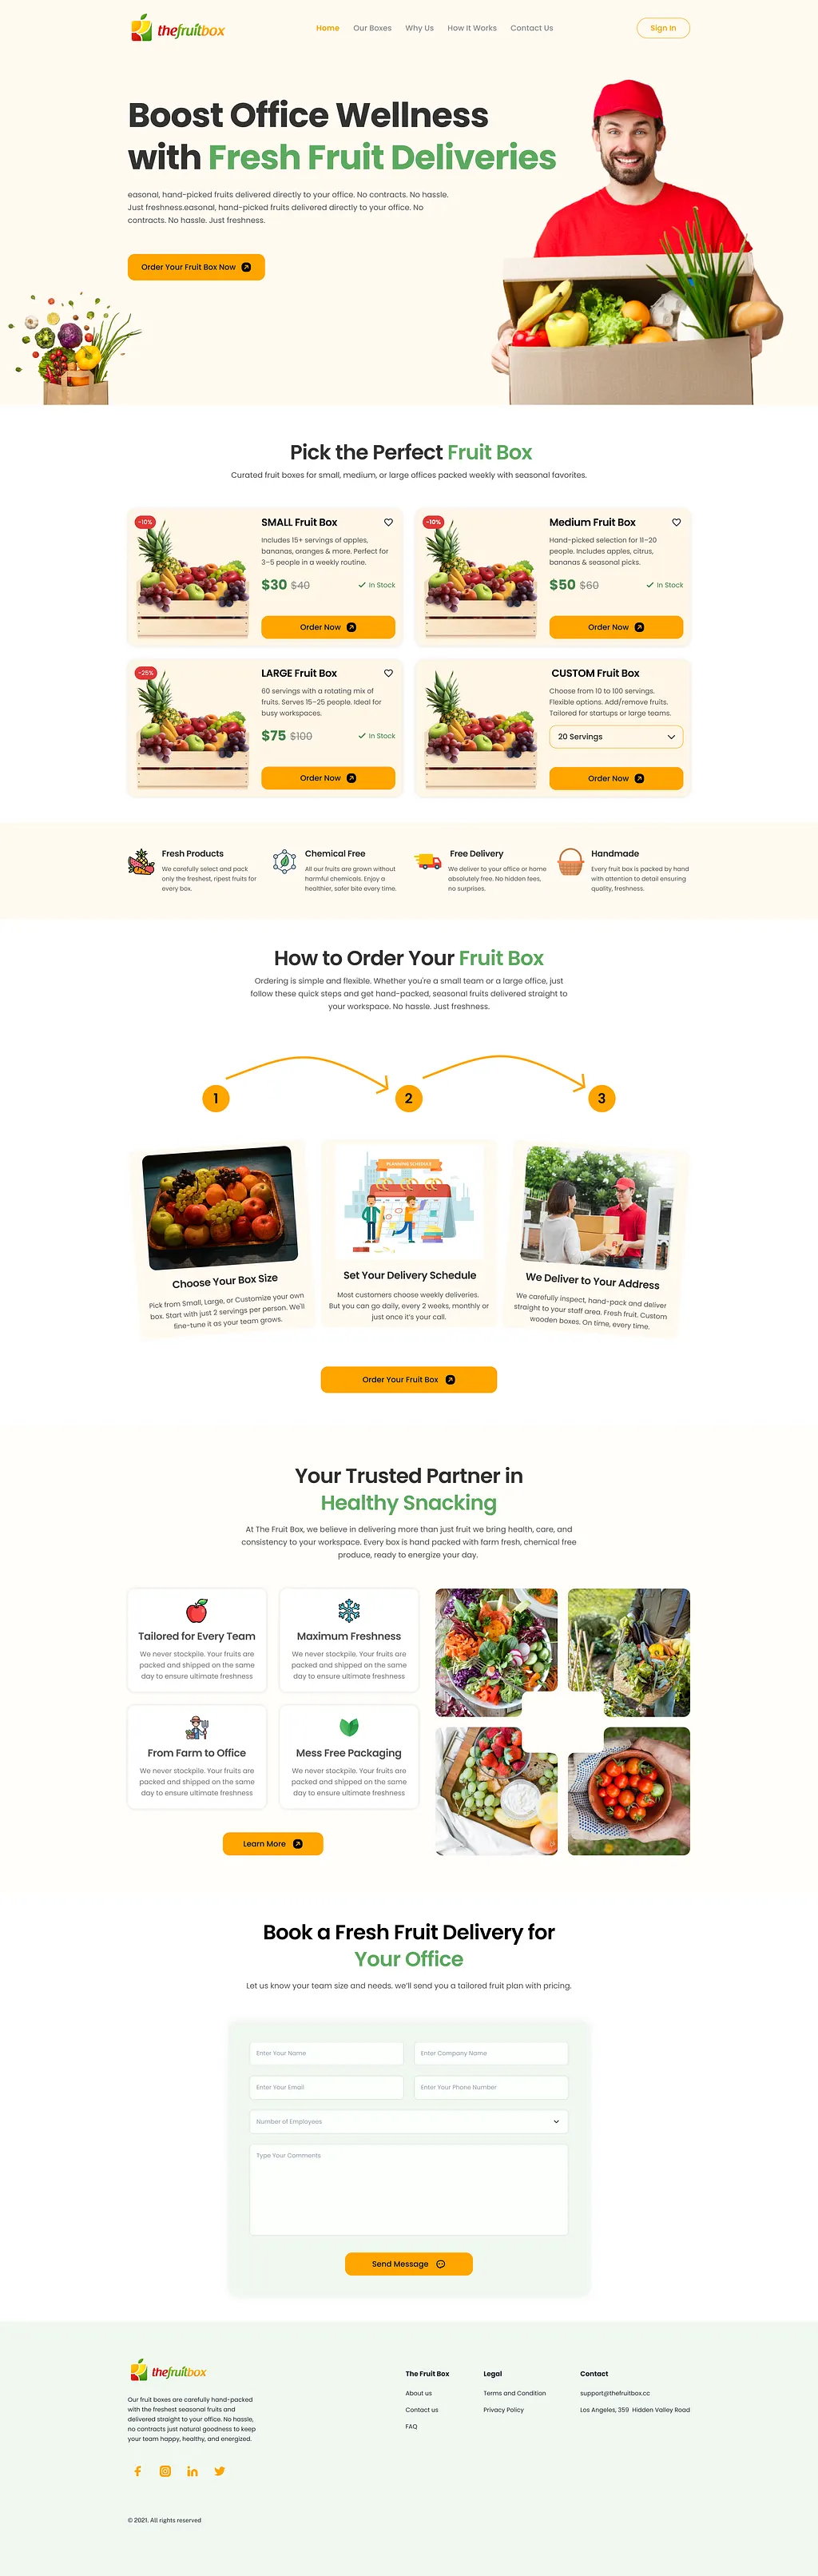 thefruitbox
Home
Our Boxes
Why Us
How It Works
Contact Us
Sign In
Boost Office Wellness
with Fresh Fruit Deliveries
easonal, hand-picked fruits delivered directly to your office. No contracts. No hassle.
Just freshness.easonal, hand-picked fruits delivered directly to your office. No
contracts. No hassle. Just freshness.
Order Your Fruit Box Now
Pick the Perfect Fruit Box
Curated fruit boxes for small, medium, or large offices packed weekly with seasonal favorites.
-10%
SMALL Fruit Box
Includes 15+ servings of apples,
bananas, oranges & more. Perfect for
3–5 people in a weekly routine.
$30 $40
In Stock
Order Now
-10%
Medium Fruit Box
Hand-picked selection for 11–20
people. Includes apples, citrus,
bananas & seasonal picks.
$50 $60
In Stock
Order Now
-25%
LARGE Fruit Box
60 servings with a rotating mix of
fruits. Serves 15–25 people. Ideal for
busy workspaces.
$75 $100
In Stock
Order Now
CUSTOM Fruit Box
Choose from 10 to 100 servings.
Flexible options. Add/remove fruits.
Tailored for startups or large teams.
20 Servings
Order Now
Fresh Products
We carefully select and pack
only the freshest, ripest fruits for
every box.
Chemical Free
All our fruits are grown without
harmful chemicals. Enjoy a
healthier, safer bite every time.
Free Delivery
We deliver to your office or home
absolutely free. No hidden fees,
no surprises.
Handmade
Every fruit box is packed by hand
with attention to detail ensuring
quality, freshness.
How to Order Your Fruit Box
Ordering is simple and flexible. Whether you're a small team or a large office, just
follow these quick steps and get hand-packed, seasonal fruits delivered straight to
your workspace. No hassle. Just freshness.
1
2
3
Choose Your Box Size
Pick from Small, Large, or Customize your own
box. Start with just 2 servings per person. We'll
fine-tune it as your team grows.
PLANNING SCHEDULE
Set Your Delivery Schedule
Most customers choose weekly deliveries.
But you can go daily, every 2 weeks, monthly or
just once it's your call.
We Deliver to Your Address
We carefully inspect, hand-pack and deliver
straight to your staff area. Fresh fruit. Custom
wooden boxes. On time, every time.
Order Your Fruit Box
Your Trusted Partner in
Healthy Snacking
At The Fruit Box, we believe in delivering more than just fruit we bring health, care, and
consistency to your workspace. Every box is hand packed with farm fresh, chemical free
produce, ready to energize your day.
Tailored for Every Team
We never stockpile. Your fruits are
packed and shipped on the same
day to ensure ultimate freshness
Maximum Freshness
We never stockpile. Your fruits are
packed and shipped on the same
day to ensure ultimate freshness
From Farm to Office
We never stockpile. Your fruits are
packed and shipped on the same
day to ensure ultimate freshness
Mess Free Packaging
We never stockpile. Your fruits are
packed and shipped on the same
day to ensure ultimate freshness
Learn More
Book a Fresh Fruit Delivery for
Your Office
Let us know your team size and needs. we'll send you a tailored fruit plan with pricing.
Enter Your Name
Enter Company Name
Enter Your Email
Enter Your Phone Number
Number of Employees
Type Your Comments
Send Message
thefruitbox
Our fruit boxes are carefully hand-packed
with the freshest seasonal fruits and
delivered straight to your office. No hassle,
no contracts just natural goodness to keep
your team happy, healthy, and energized.
The Fruit Box
About us
Contact us
FAQ
Legal
Terms and Condition
Privacy Policy
Contact
support@thefruitbox.cc
Los Angeles, 359 Hidden Valley Road
© 2021. All rights reserved